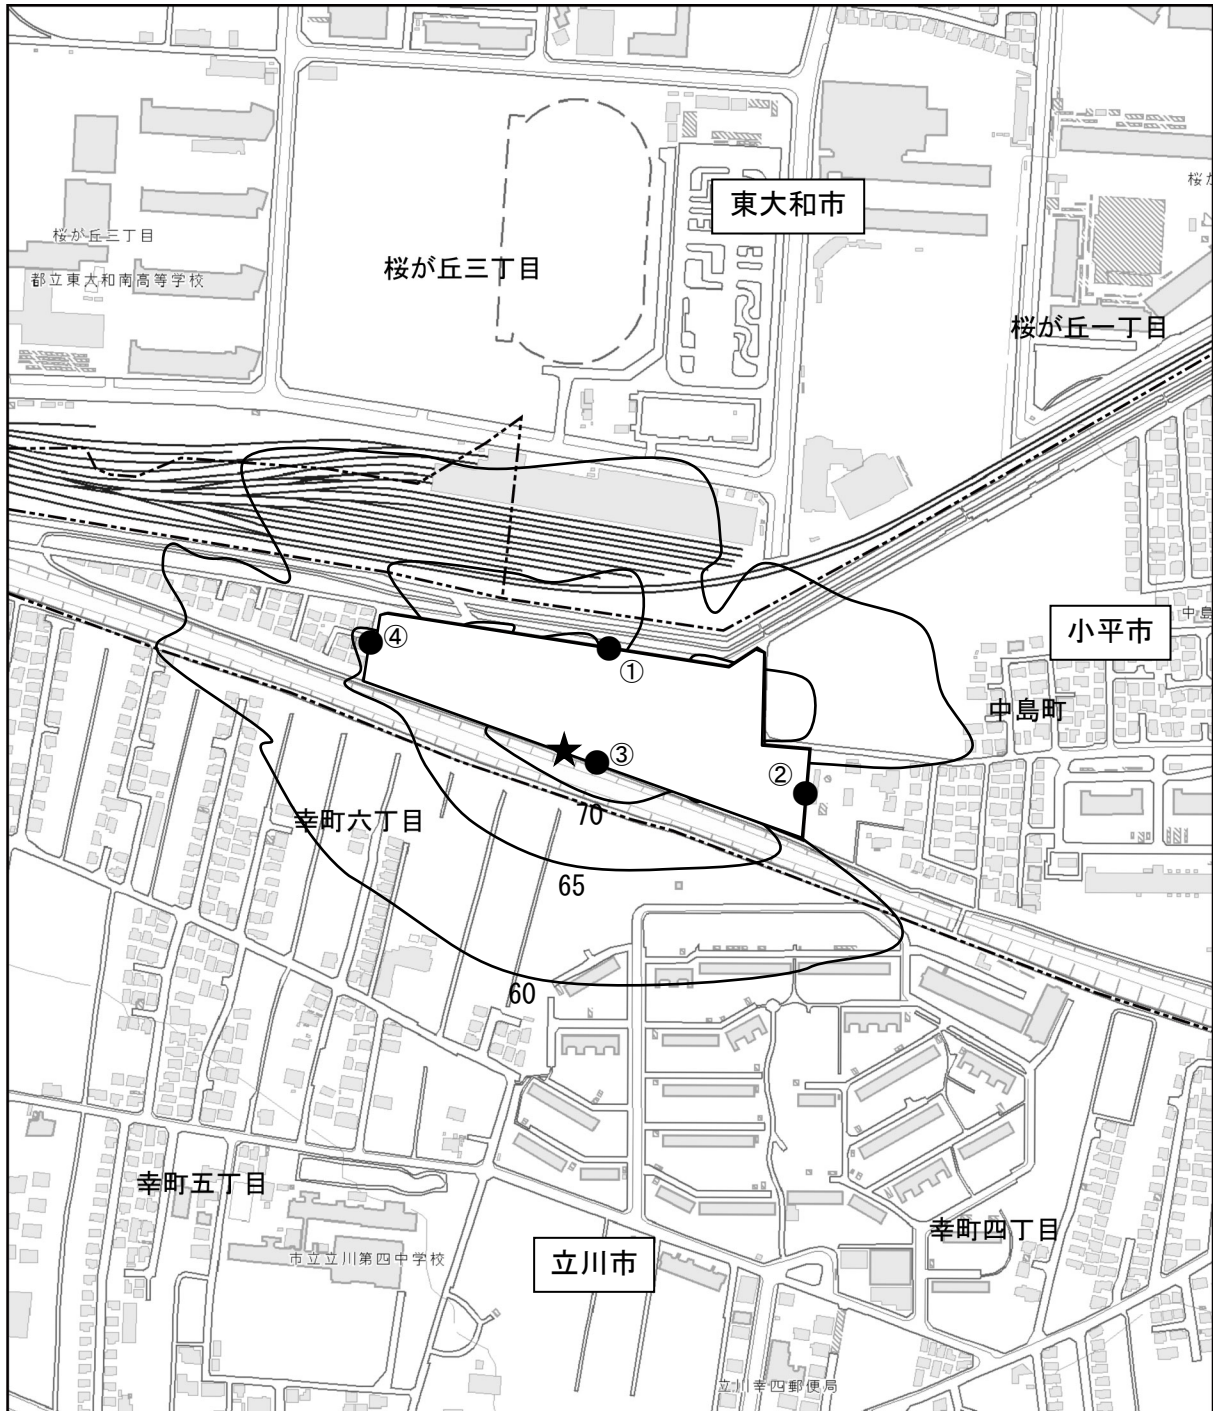 東大和市
桜が丘三丁目
桜が丘三丁目
都立東大和南高等学校
桜が丘一丁目
小平市
中島町
④
①
③
②
70
幸町六丁目
65
60
幸町五丁目
幸町四丁目
市立立川第四中学校
立川市
立川幸四郵便局